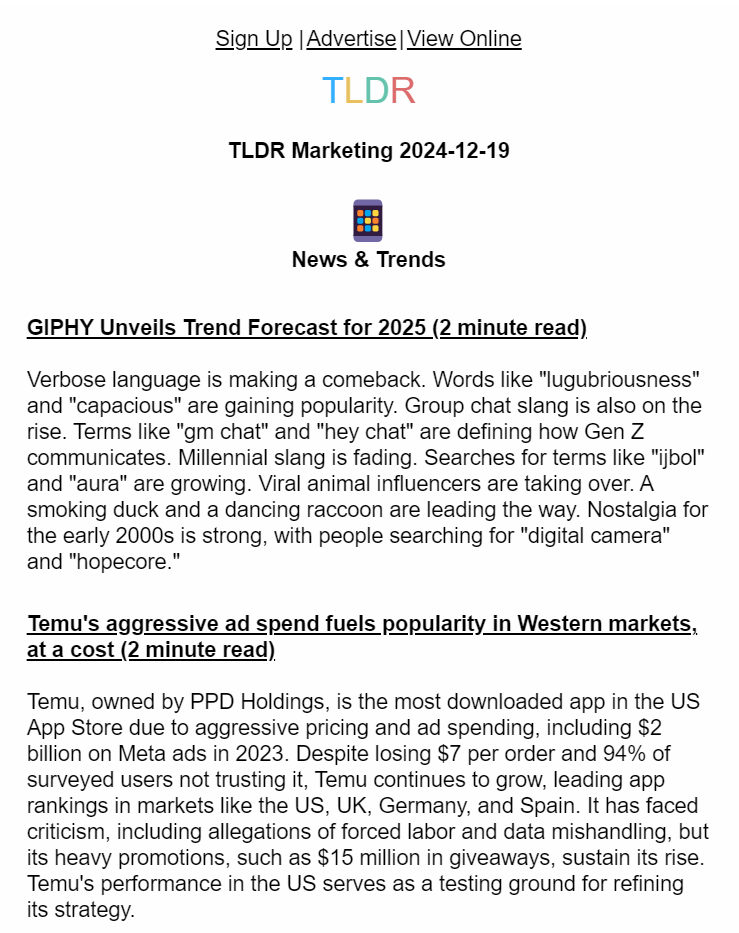 Sign Up |Advertise|View Online
TLDR
TLDR Marketing 2024-12-19
News & Trends
GIPHY Unveils Trend Forecast for 2025 (2 minute read)
Verbose language is making a comeback. Words like "lugubriousness"
and "capacious" are gaining popularity. Group chat slang is also on the
rise. Terms like "gm chat" and "hey chat" are defining how Gen Z
communicates. Millennial slang is fading. Searches for terms like "ijbol"
and "aura" are growing. Viral animal influencers are taking over. A
smoking duck and a dancing raccoon are leading the way. Nostalgia for
the early 2000s is strong, with people searching for "digital camera"
and "hopecore."
Temu's aggressive ad spend fuels popularity in Western markets,
at a cost (2 minute read)
Temu, owned by PPD Holdings, is the most downloaded app in the US
App Store due to aggressive pricing and ad spending, including $2
billion on Meta ads in 2023. Despite losing $7 per order and 94% of
surveyed users not trusting it, Temu continues to grow, leading app
rankings in markets like the US, UK, Germany, and Spain. It has faced
criticism, including allegations of forced labor and data mishandling, but
its heavy promotions, such as $15 million in giveaways, sustain its rise.
Temu's performance in the US serves as a testing ground for refining
its strategy.